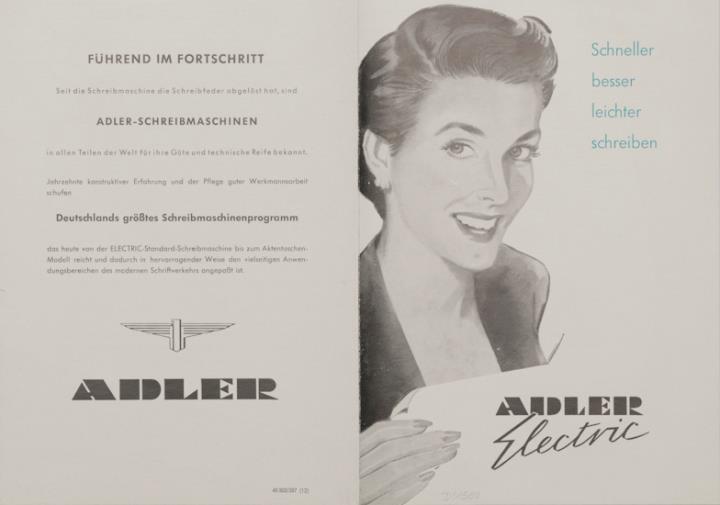 FÜHREND IM FORTSCHRITT
Seit die Schreibmaschine die Schreibfeder abgelöst hat, sind
ADLER-SCHREIBMASCHINEN
in allen Teilen der Welt für ihre Güte und technische Reife bekannt.
Jahrzehnte konstruktiver Erfahrung und der Pflege guter Werkmannsarbeit
schufen
Deutschlands größtes Schreibmaschinenprogramm
das heute von der ELECTRIC-Standard-Schreibmaschine bis zum Aktentaschen-
Modell reicht und dadurch in hervorragender Weise den vielseitigen Anwen-
dungsbereichen des modernen Schriftverkehrs angepaßt ist.
ADLER
Schneller
besser
leichter
schreiben
ADLER
Electric